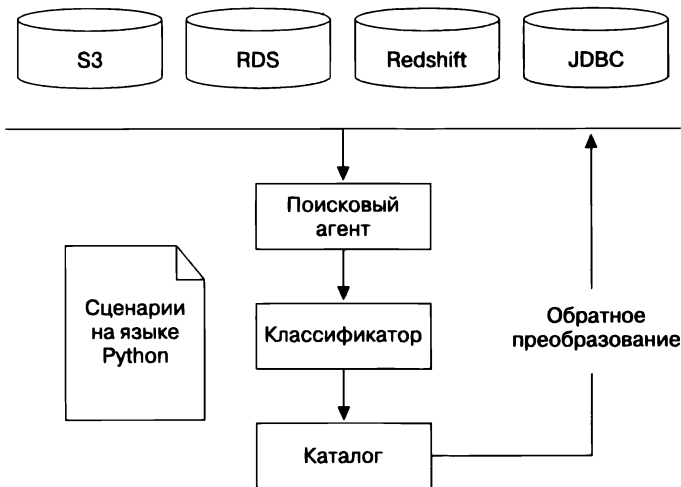 S3
RDS
Redshift
JDBC
Поисковый
агент
Сценарии
на языке
Python
Классификатор
Обратное
преобразование
Каталог